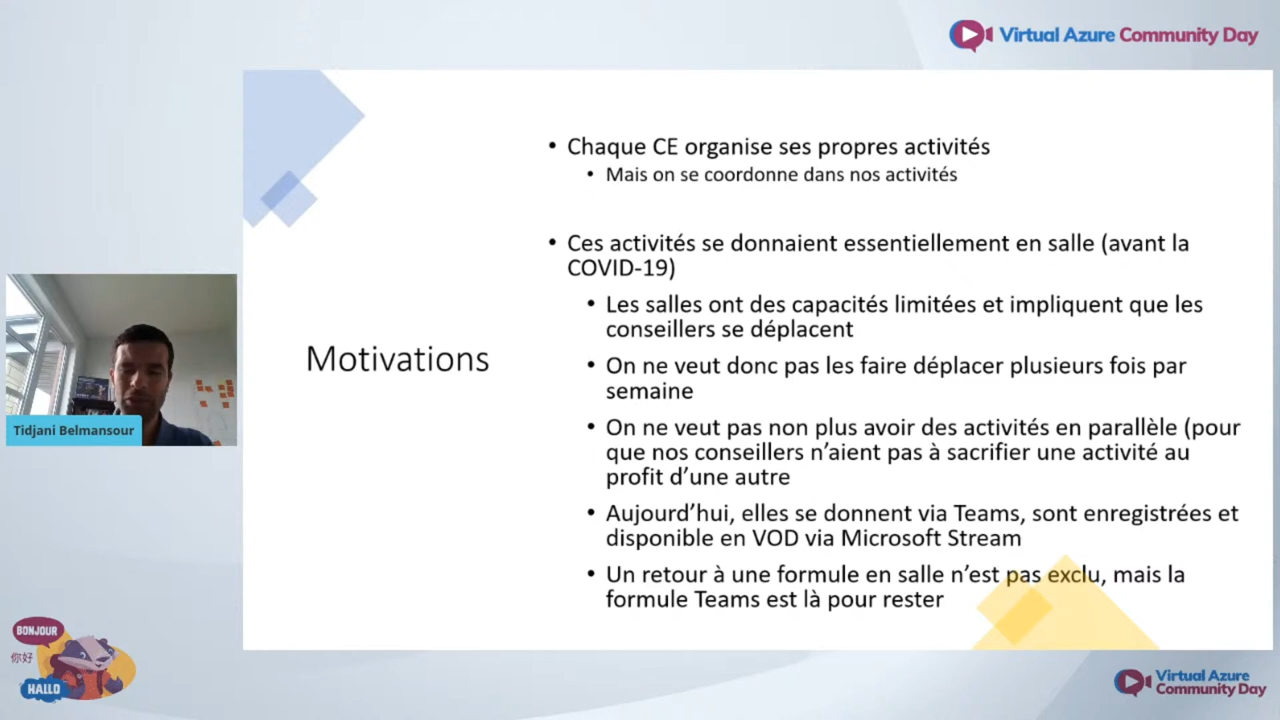 Virtual Azure Community Day
• Chaque CE organise ses propres activités
• Mais on se coordonne dans nos activités
• Ces activités se donnaient essentiellement en salle (avant la
COVID-19)
• Les salles ont des capacités limitées et impliquent que les
conseillers se déplacent
Motivations
• On ne veut donc pas les faire déplacer plusieurs fois par
semaine
• On ne veut pas non plus avoir des activités en parallèle (pour
que nos conseillers n’aient pas à sacrifier une activité au
profit d’une autre
• Aujourd’hui, elles se donnent via Teams, sont enregistrées et
disponible en VOD via Microsoft Stream
• Un retour à une formule en salle n’est pas exclu, mais la
formule Teams est là pour rester
Tidjani Belmansour
BONJOUR
你好
HALLO
Virtual Azure
Community Day